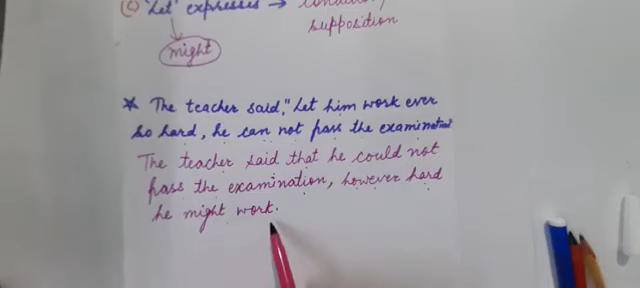 (c) 'Let' expresses → condition/
supposition
might
* The teacher said, "Let him work ever
so hard, he can not pass the examination."
The teacher said that he could not
pass the examination, however hard
he might work.